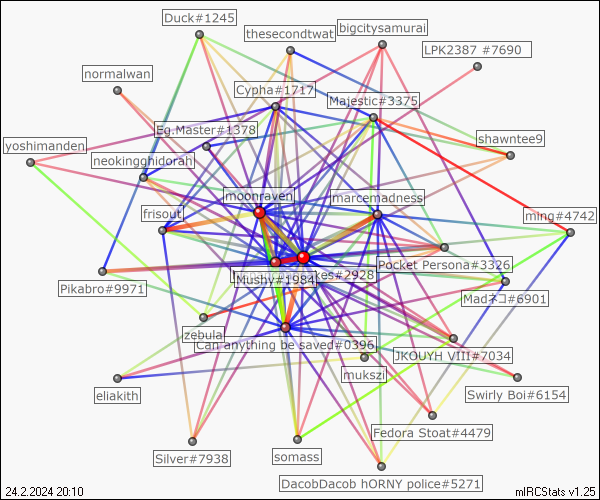 Duck#1245
thesecondtwat
bigcitysamurai
LPK2387 #7690
normalwan
Cypha#1717
Majestic#3375
Eg.Master#1378
shawntee9
yoshimanden
neokingghidorah
moonraven
marcemadness
frisout
ming#4742
Pocket Persona#3326
kes#2928
Mushy#1984
Pikabro#9971
Madネコ#6901
zebula
Can anything be saved#0396
JKOUYH VIII#7034
mukszi
eliakith
Swirly Boi#6154
Fedora Stoat#4479
Silver#7938
somass
DacobDacob hORNY police#5271
24.2.2024 20:10
mIRCStats v1.25